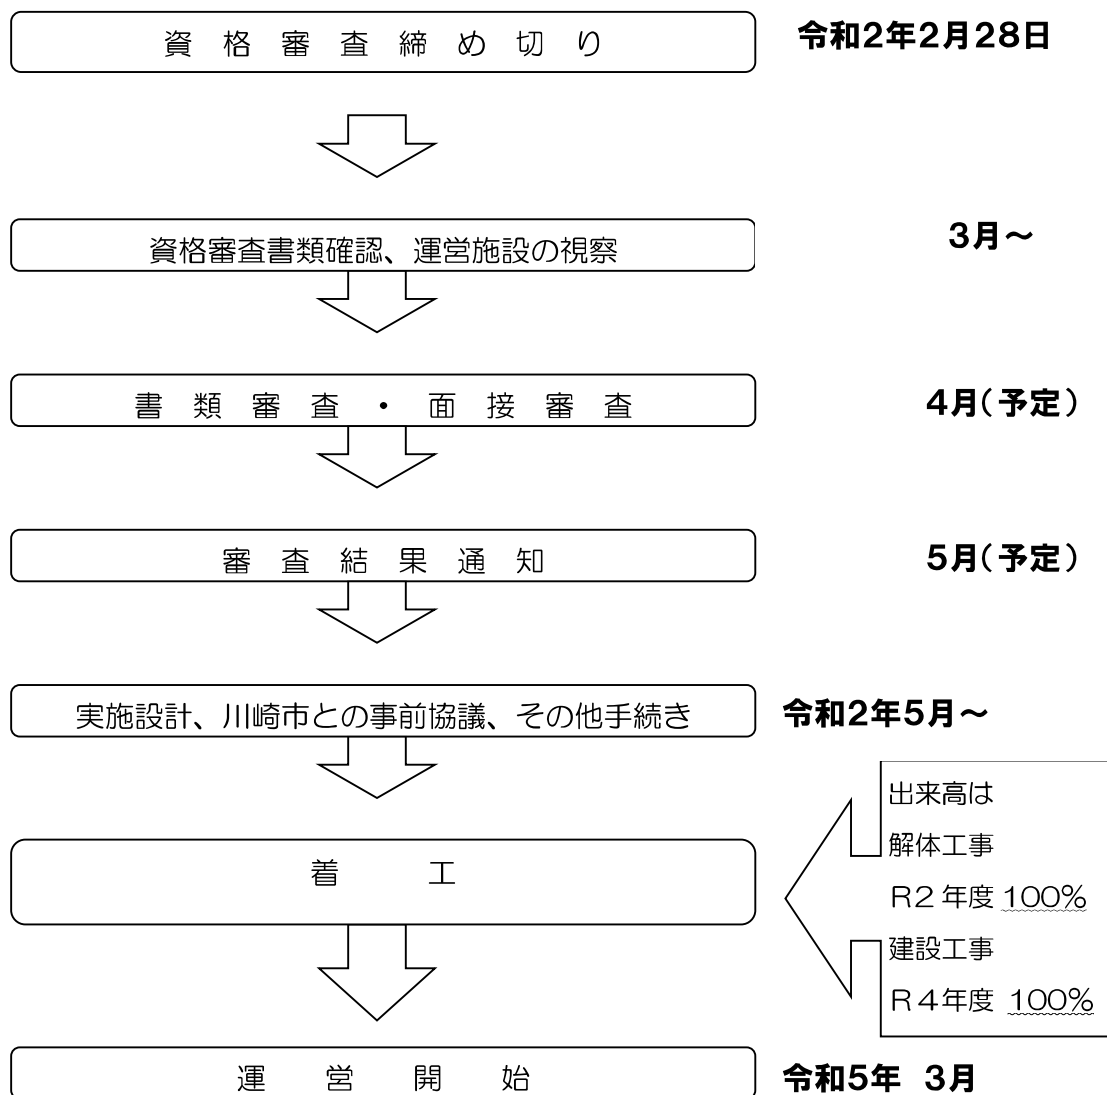 資格審査締め切り
令和2年2月28日
資格審査書類確認、運営施設の視察
3月～
書類審査・面接審査
4月(予定)
審査結果通知
5月(予定)
実施設計、川崎市との事前協議、その他手続き
令和2年5月～
着工
出来高は
解体工事
R2年度 100%
建設工事
R4年度 100%
運営開始
令和5年 3月